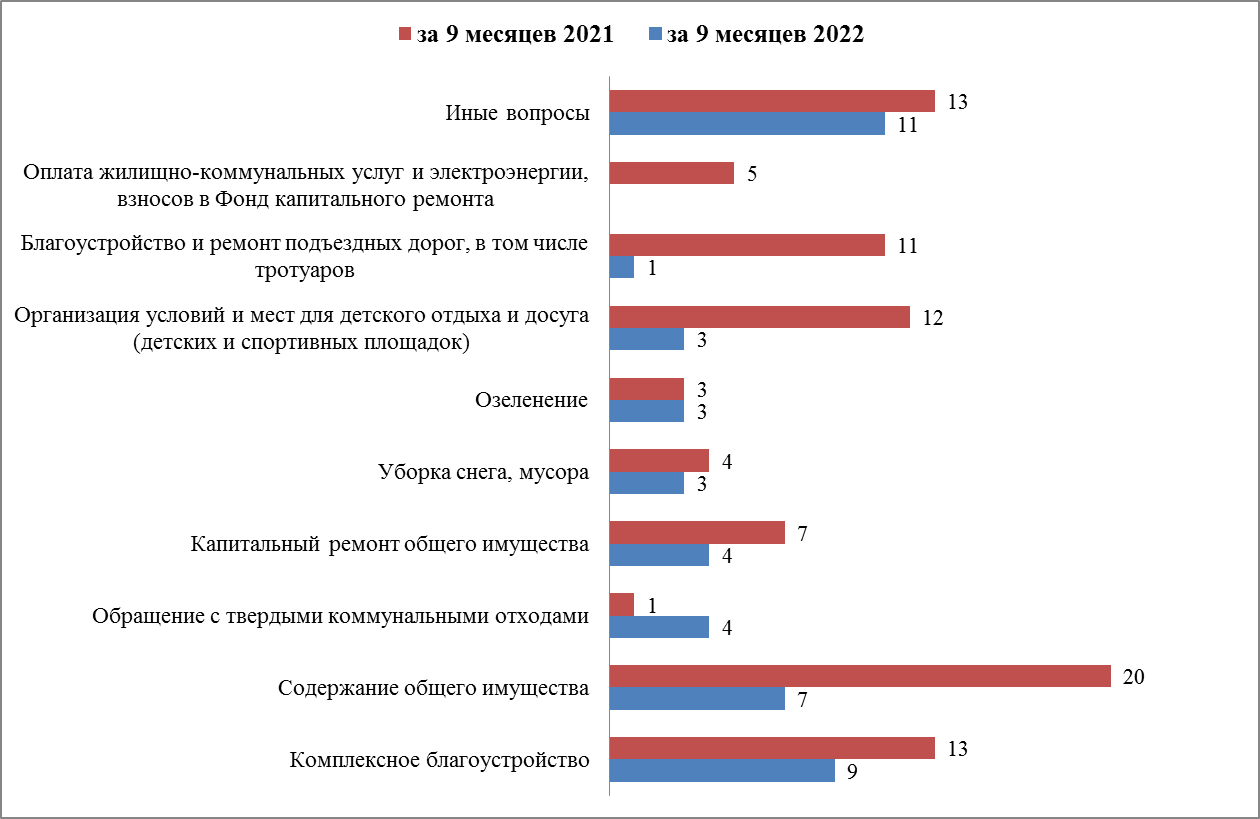 за 9 месяцев 2021 за 9 месяцев 2022
Иные вопросы
13
11
Оплата жилищно-коммунальных услуг и электроэнергии,
взносов в Фонд капитального ремонта
5
Благоустройство и ремонт подъездных дорог, в том числе
тротуаров
11
1
Организация условий и мест для детского отдыха и досуга
(детских и спортивных площадок)
12
3
Озеленение
3
3
Уборка снега, мусора
4
3
Капитальный ремонт общего имущества
7
4
Обращение с твердыми коммунальными отходами
1
4
Содержание общего имущества
20
7
Комплексное благоустройство
13
9